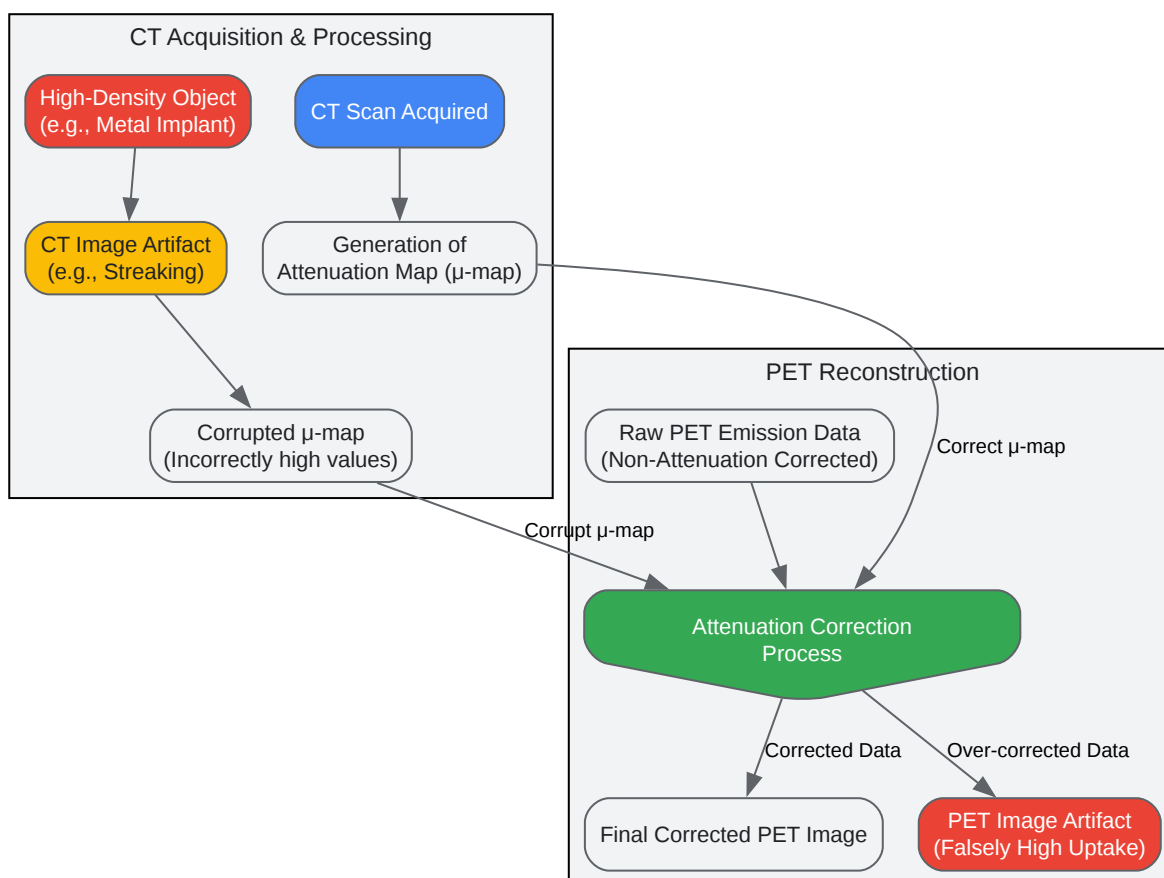 CT Acquisition & Processing
High-Density Object
(e.g., Metal Implant)
CT Scan Acquired
CT Image Artifact
(e.g., Streaking)
Generation of
Attenuation Map (μ-map)
Corrupted μ-map
(Incorrectly high values)
PET Reconstruction
Raw PET Emission Data
(Non-Attenuation Corrected)
Correct μ-map
Corrupt μ-map
Attenuation Correction
Process
Corrected Data
Over-corrected Data
Final Corrected PET Image
PET Image Artifact
(Falsely High Uptake)